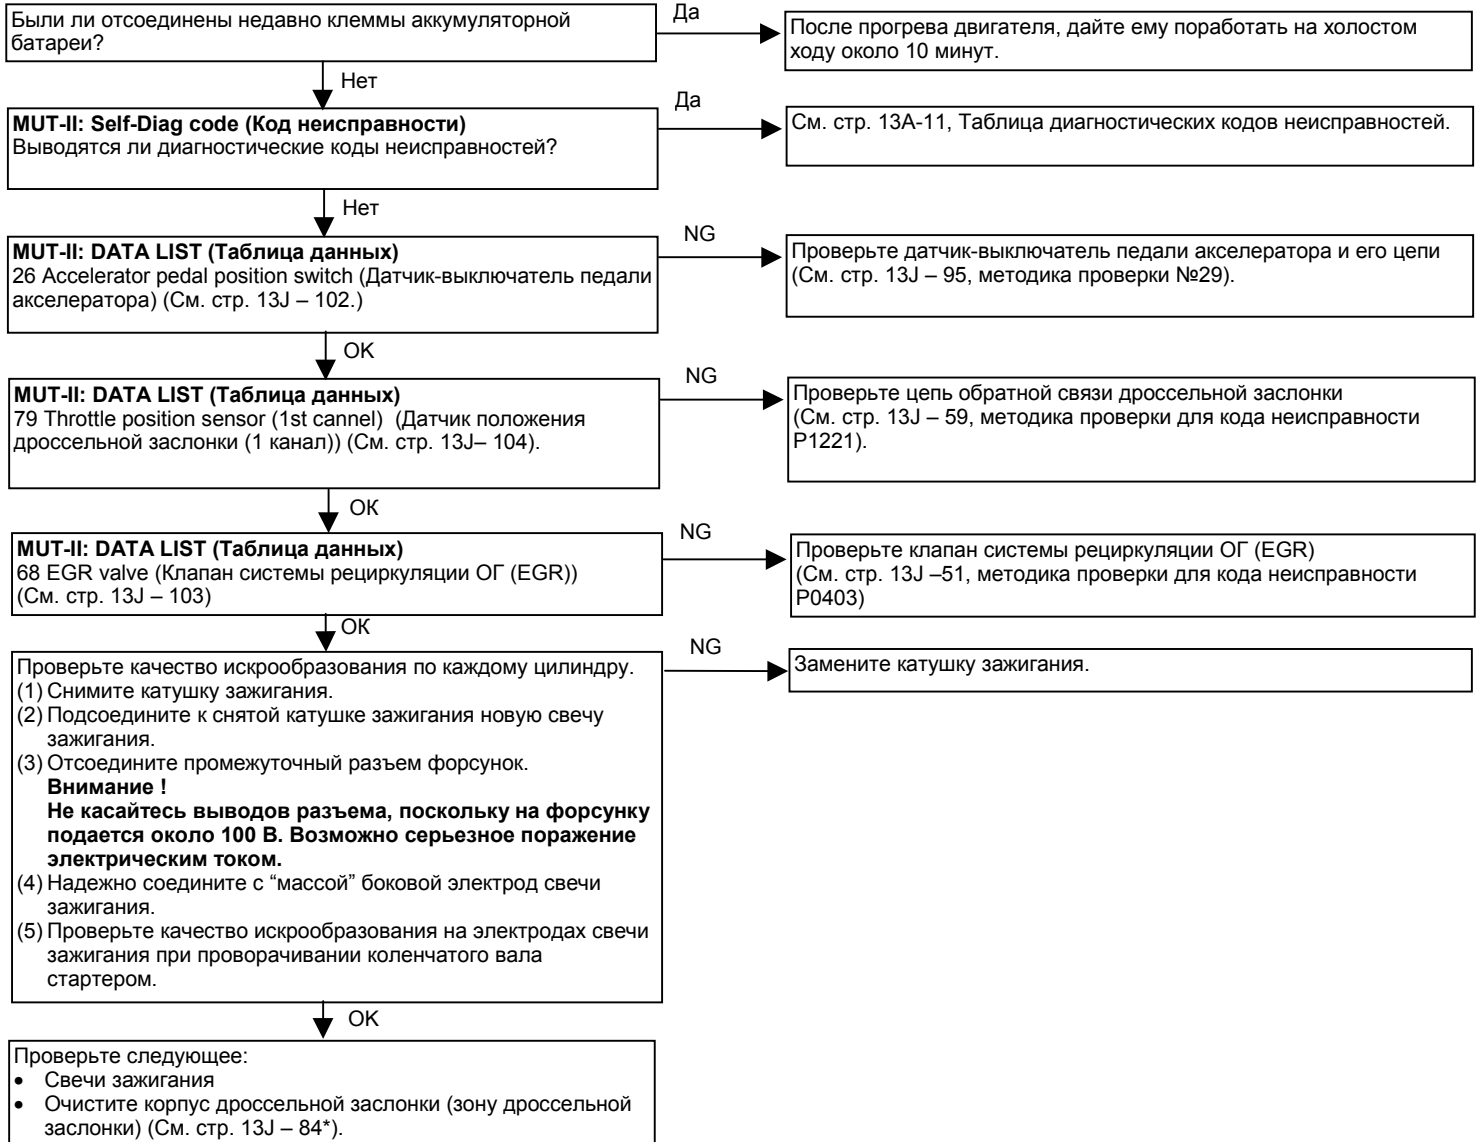 Были ли отсоединены недавно клеммы аккумуляторной
батареи?
Да
После прогрева двигателя, дайте ему поработать на холостом
ходу около 10 минут.
Нет
MUT-II: Self-Diag code (Код неисправности)
Выводятся ли диагностические коды неисправностей?
Да
См. стр. 13А-11, Таблица диагностических кодов неисправностей.
Нет
MUT-II: DATA LIST (Таблица данных)
26 Accelerator pedal position switch (Датчик-выключатель педали
акселератора) (См. стр. 13J – 102.)
NG
Проверьте датчик-выключатель педали акселератора и его цепи
(См. стр. 13J – 95, методика проверки №29).
OK
MUT-II: DATA LIST (Таблица данных)
79 Throttle position sensor (1st cannel)  (Датчик положения
дроссельной заслонки (1 канал)) (См. стр. 13J– 104).
NG
Проверьте цепь обратной связи дроссельной заслонки
(См. стр. 13J – 59, методика проверки для кода неисправности
P1221).
OK
MUT-II: DATA LIST (Таблица данных)
68 EGR valve (Клапан системы рециркуляции ОГ (EGR))
(См. стр. 13J – 103)
NG
Проверьте клапан системы рециркуляции ОГ (EGR)
(См. стр. 13J –51, методика проверки для кода неисправности
P0403)
OK
Проверьте качество искрообразования по каждому цилиндру.
(1) Снимите катушку зажигания.
(2) Подсоедините к снятой катушке зажигания новую свечу
зажигания.
(3) Отсоедините промежуточный разъем форсунок.
Внимание !
Не касайтесь выводов разъема, поскольку на форсунку
подается около 100 В. Возможно серьезное поражение
электрическим током.
(4) Надежно соедините с “массой” боковой электрод свечи
зажигания.
(5) Проверьте качество искрообразования на электродах свечи
зажигания при проворачивании коленчатого вала
стартером.
NG
Замените катушку зажигания.
OK
Проверьте следующее:
• Свечи зажигания
• Очистите корпус дроссельной заслонки (зону дроссельной
заслонки) (См. стр. 13J – 84*).